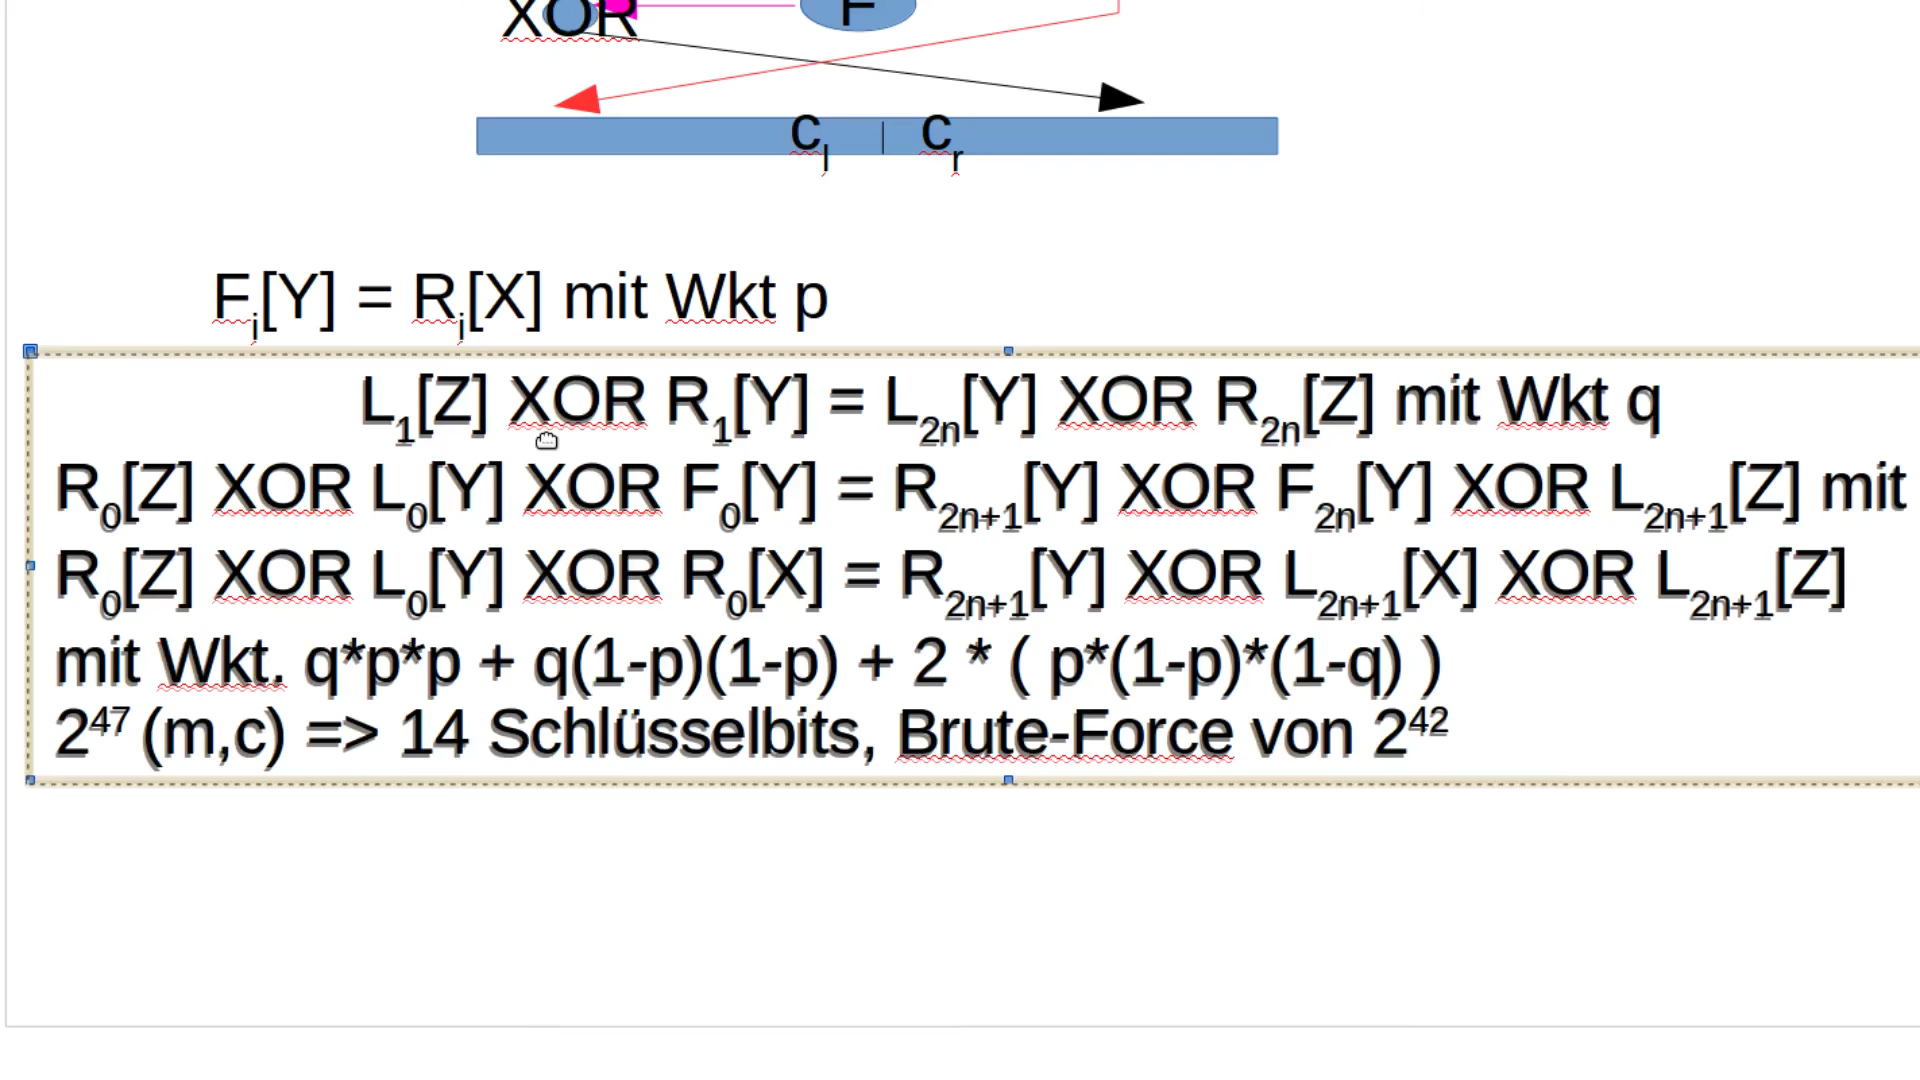 XOR F
c_l | c_r
F_i[Y] = R_i[X] mit Wkt p
L_1[Z] XOR R_1[Y] = L_2n[Y] XOR R_2n[Z] mit Wkt q
R_0[Z] XOR L_0[Y] XOR F_0[Y] = R_2n+1[Y] XOR F_2n[Y] XOR L_2n+1[Z] mit
R_0[Z] XOR L_0[Y] XOR R_0[X] = R_2n+1[Y] XOR L_2n+1[X] XOR L_2n+1[Z]
mit Wkt. q*p*p + q(1-p)(1-p) + 2 * ( p*(1-p)*(1-q) )
2^47 (m,c) => 14 Schlüsselbits, Brute-Force von 2^42